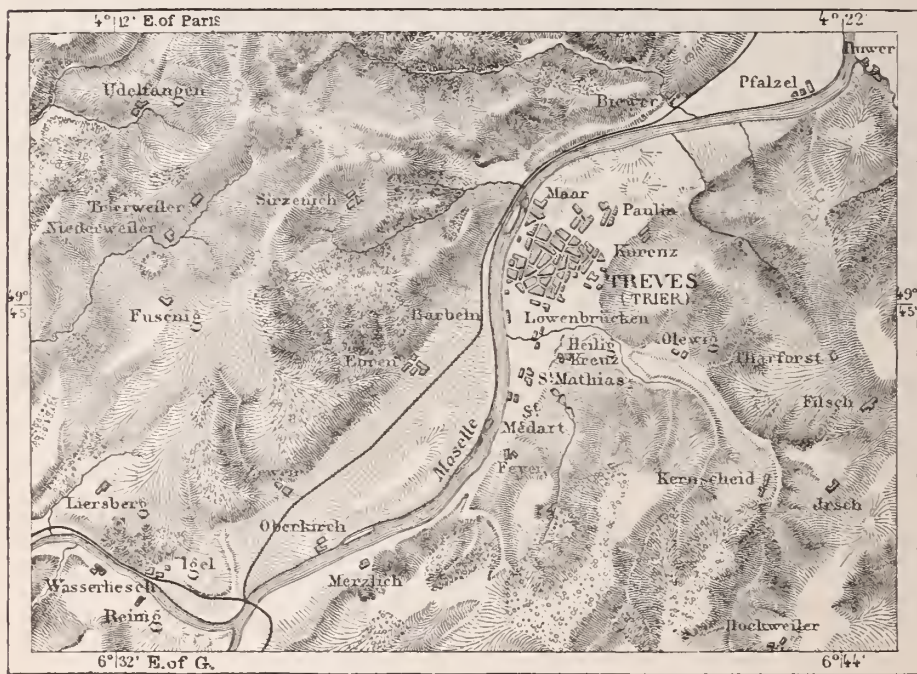 4° 12' E. of Paris
4° 22'
Ruwer
Udelfangen
Pfalzel
Biewer
Maar
Trierweiler
Sirzenich
Paulin
Niederweiler
Kurenz
TREVES
(TRIER)
49°
45'
49°
45'
Fusenig
Barbeln
Lowenbrücken
Heilig
Kreuz
Olewig
Tharforst
Euren
St. Mathias
Filsch
St.
Medart
Moselle
Feyen
Liersberg
Kernscheid
Irsch
Oberkirch
Igel
Wasserliesch
Merzlich
Reinig
Hockweiler
6° 32' E. of G.
6° 44'